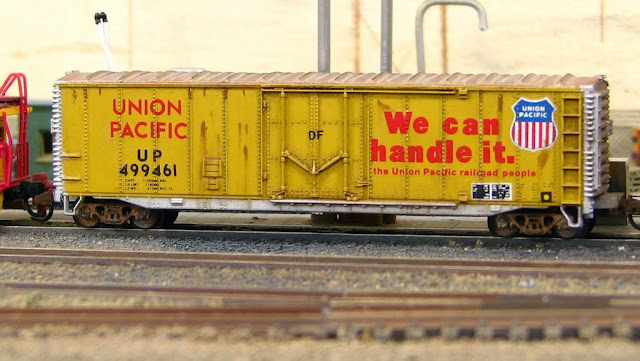 UNION
PACIFIC
UP
499461
DF
We can
handle it.
the Union Pacific railroad people
UNION
PACIFIC